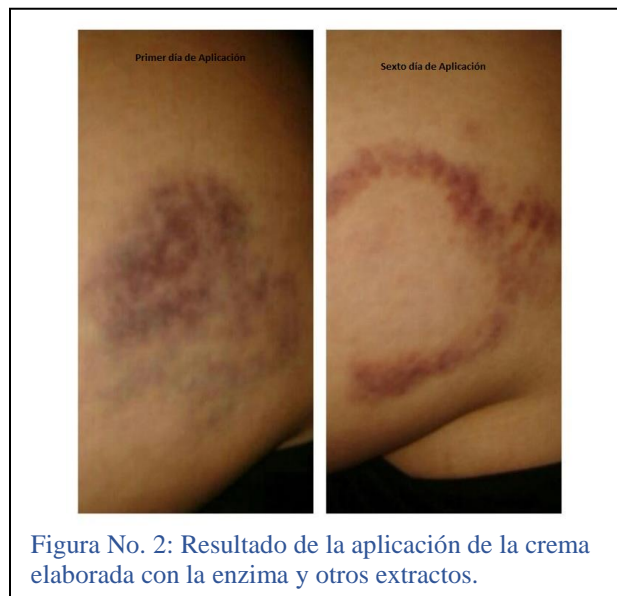 Primer día de Aplicación
Sexto día de Aplicación
Figura No. 2: Resultado de la aplicación de la crema
elaborada con la enzima y otros extractos.